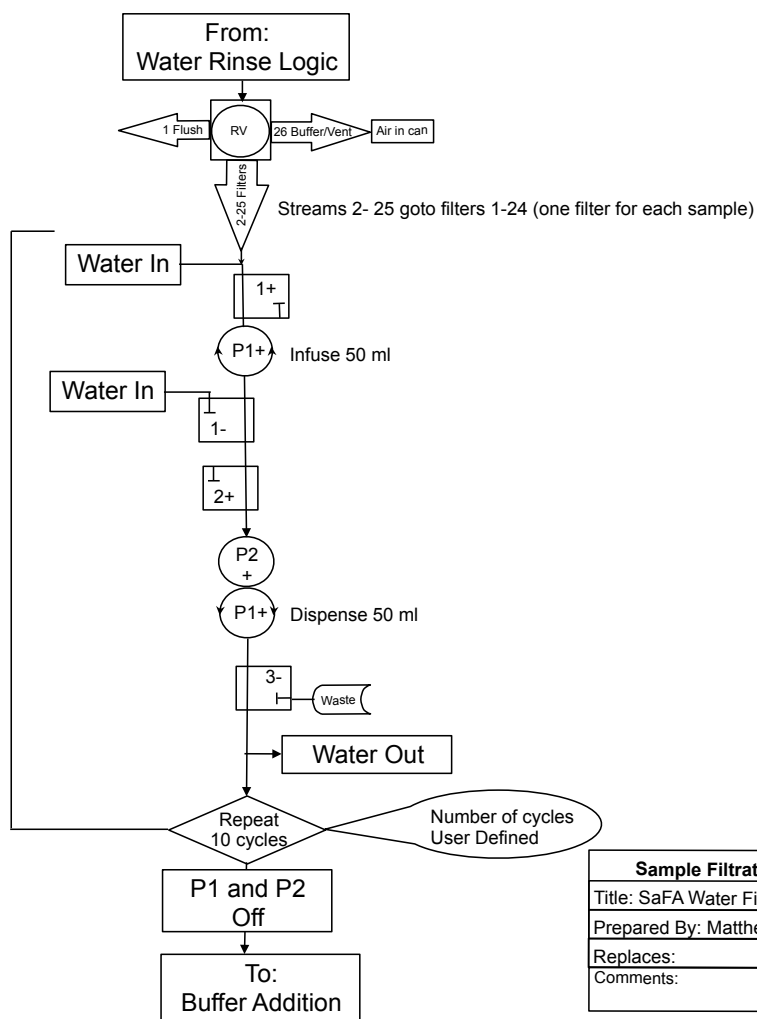 From:
Water Rinse Logic
1 Flush
RV
26 Buffer/Vent
Air in can
2-25 Filters
Streams 2- 25 goto filters 1-24 (one filter for each sample)
Water In
1+
P1+
Infuse 50 ml
Water In
1-
2+
P2
+
P1+
Dispense 50 ml
3-
Waste
Water Out
Repeat
10 cycles
Number of cycles
User Defined
P1 and P2
Off
To:
Buffer Addition
Sample Filtrat
Title: SaFA Water Fi
Prepared By: Matthe
Replaces:
Comments: